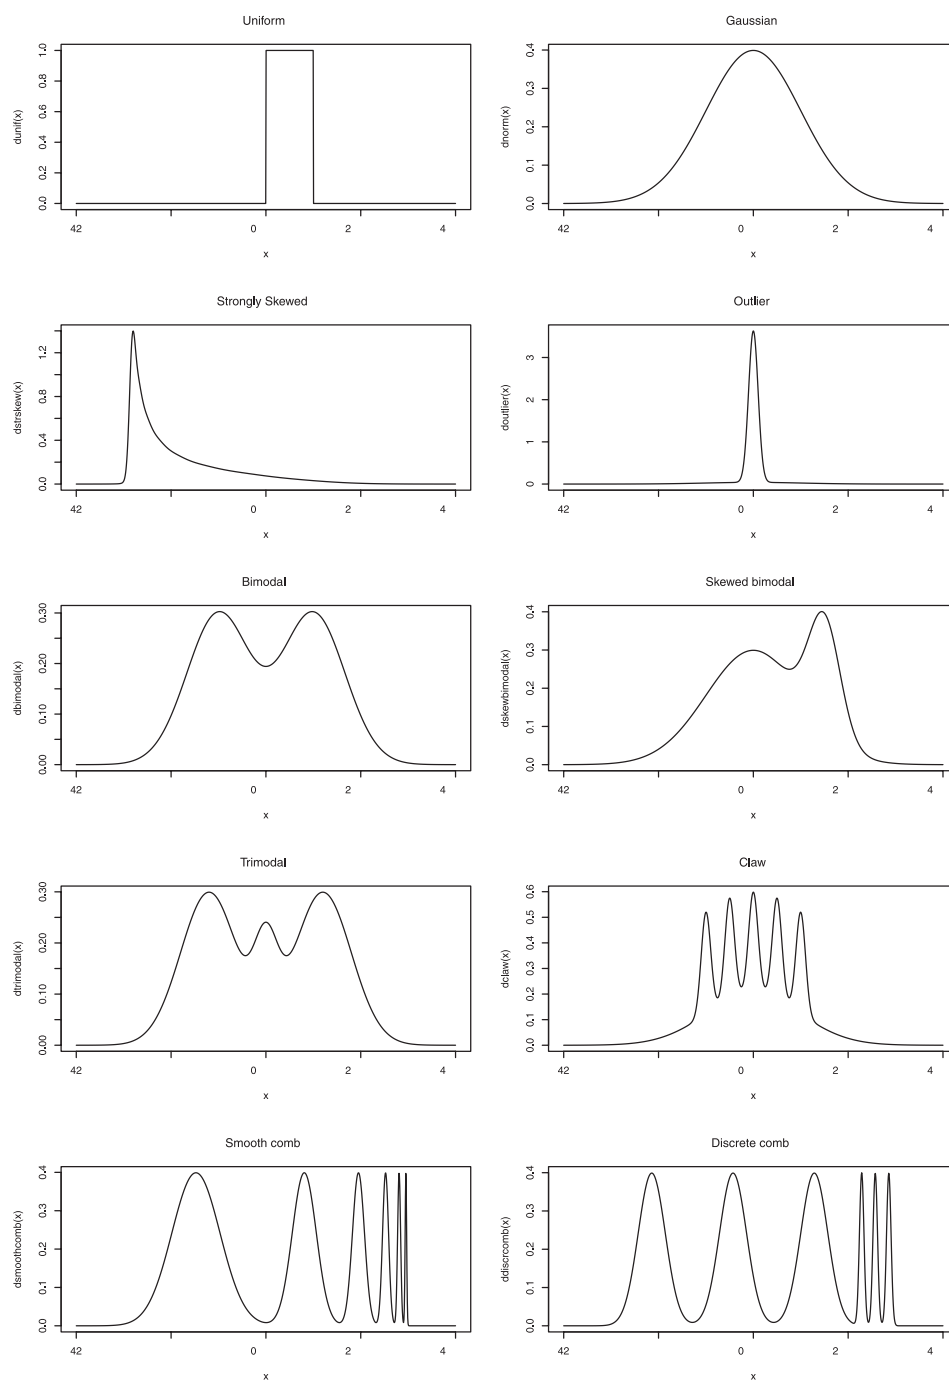 Uniform
dunif(x)
0.0 0.2 0.4 0.6 0.8 1.0
42 0 2 4
x
Gaussian
dnorm(x)
0.0 0.1 0.2 0.3 0.4
42 0 2 4
x
Strongly Skewed
dstrskew(x)
0.0 0.4 0.8 1.2
42 0 2 4
x
Outlier
doutlier(x)
0 1 2 3
42 0 2 4
x
Bimodal
dbimodal(x)
0.00 0.10 0.20 0.30
42 0 2 4
x
Skewed bimodal
dskewbimodal(x)
0.0 0.1 0.2 0.3 0.4
42 0 2 4
x
Trimodal
dtrimodal(x)
0.00 0.10 0.20 0.30
42 0 2 4
x
Claw
dclaw(x)
0.0 0.1 0.2 0.3 0.4 0.5 0.6
42 0 2 4
x
Smooth comb
dsmoothcomb(x)
0.0 0.1 0.2 0.3 0.4
42 0 2 4
x
Discrete comb
ddiscrcomb(x)
0.0 0.1 0.2 0.3 0.4
42 0 2 4
x